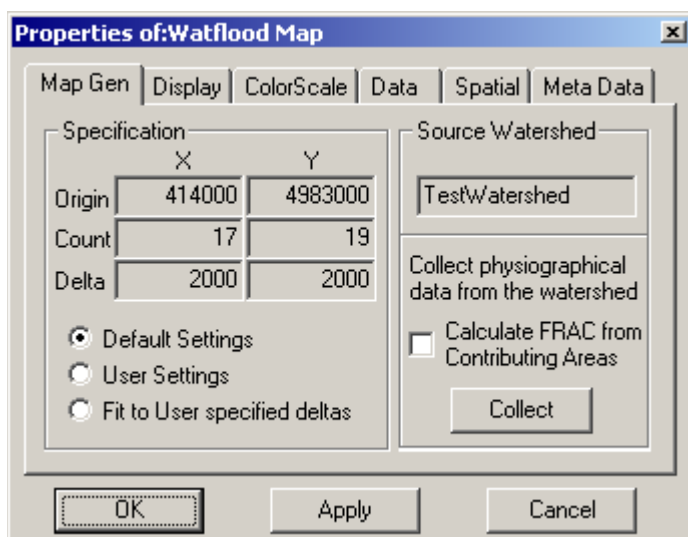 Properties of:Watflood Map
Map Gen Display ColorScale Data Spatial Meta Data
Specification
X Y
Origin 414000 4983000
Count 17 19
Delta 2000 2000
Default Settings
User Settings
Fit to User specified deltas
Source Watershed
TestWatershed
Collect physiographical
data from the watershed
Calculate FRAC from
Contributing Areas
Collect
OK Apply Cancel